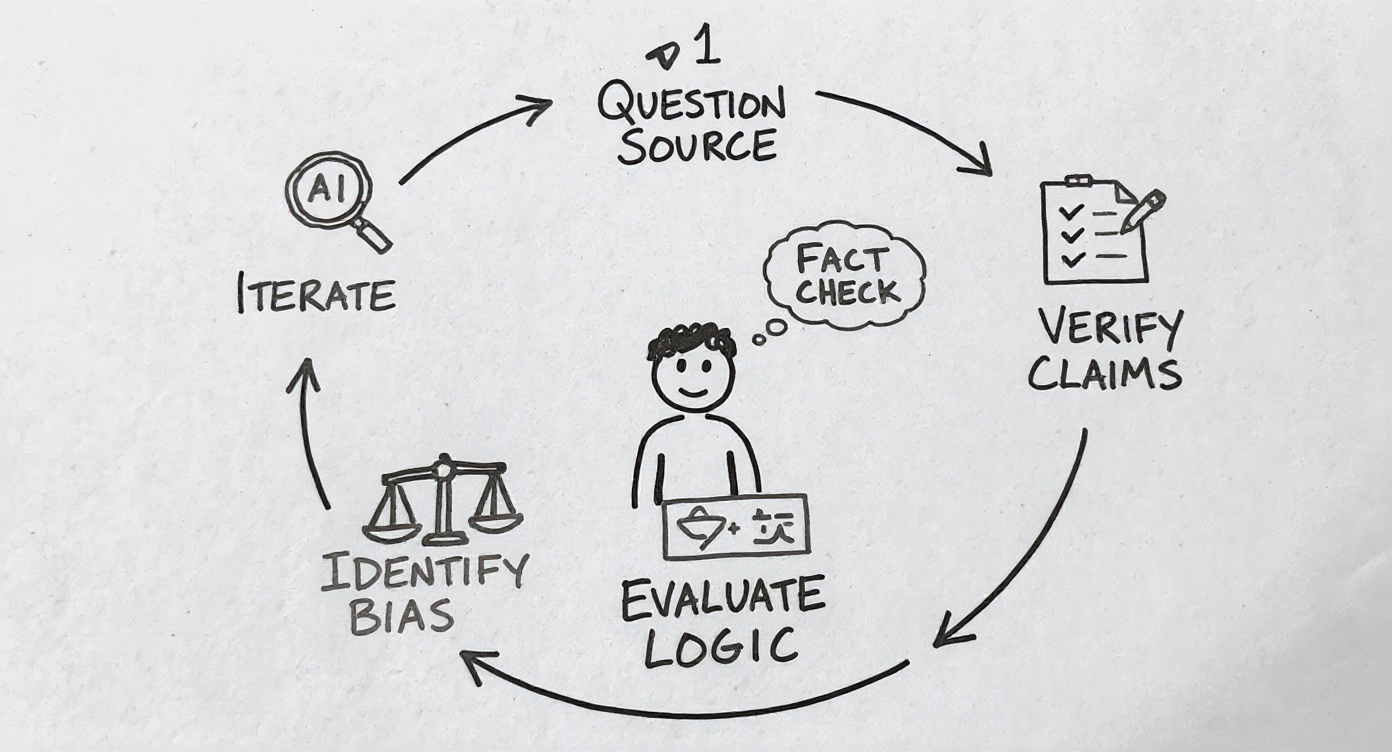 1
QUESTION
SOURCE
AI
ITERATE
FACT
CHECK
VERIFY
CLAIMS
IDENTIFY
BIAS
EVALUATE
LOGIC